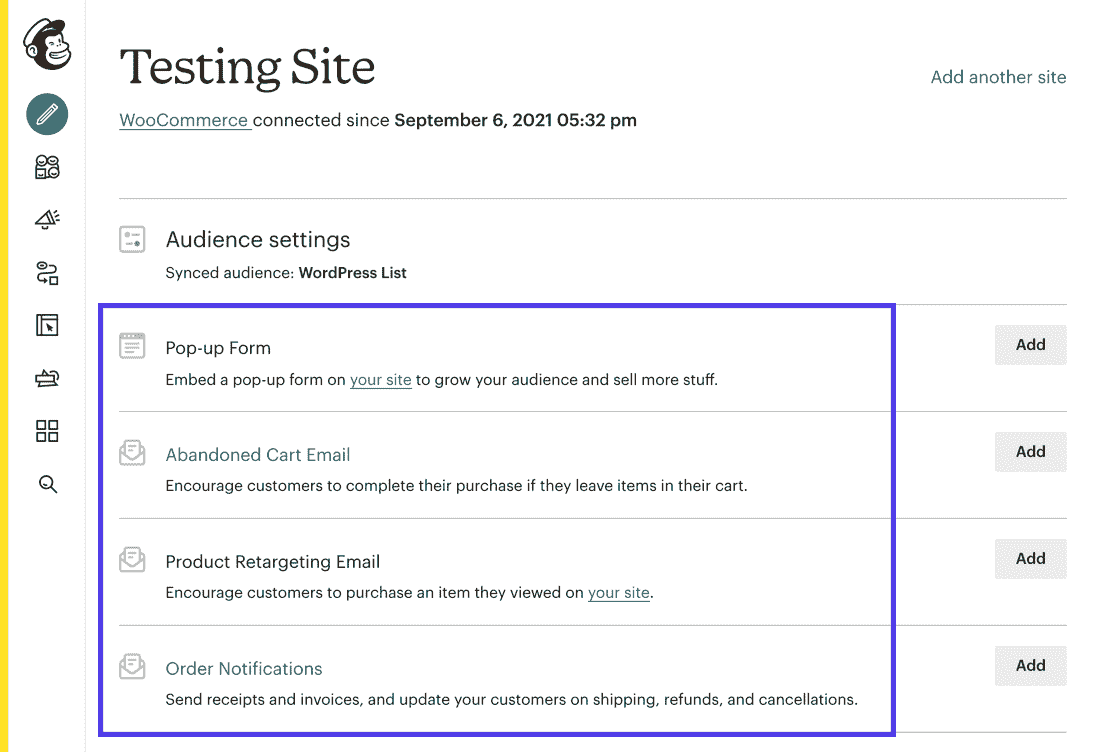 Testing Site
Add another site
WooCommerce connected since September 6, 2021 05:32 pm
Audience settings
Synced audience: WordPress List
Pop-up Form
Add
Embed a pop-up form on your site to grow your audience and sell more stuff.
Abandoned Cart Email
Add
Encourage customers to complete their purchase if they leave items in their cart.
Product Retargeting Email
Add
Encourage customers to purchase an item they viewed on your site.
Order Notifications
Add
Send receipts and invoices, and update your customers on shipping, refunds, and cancellations.